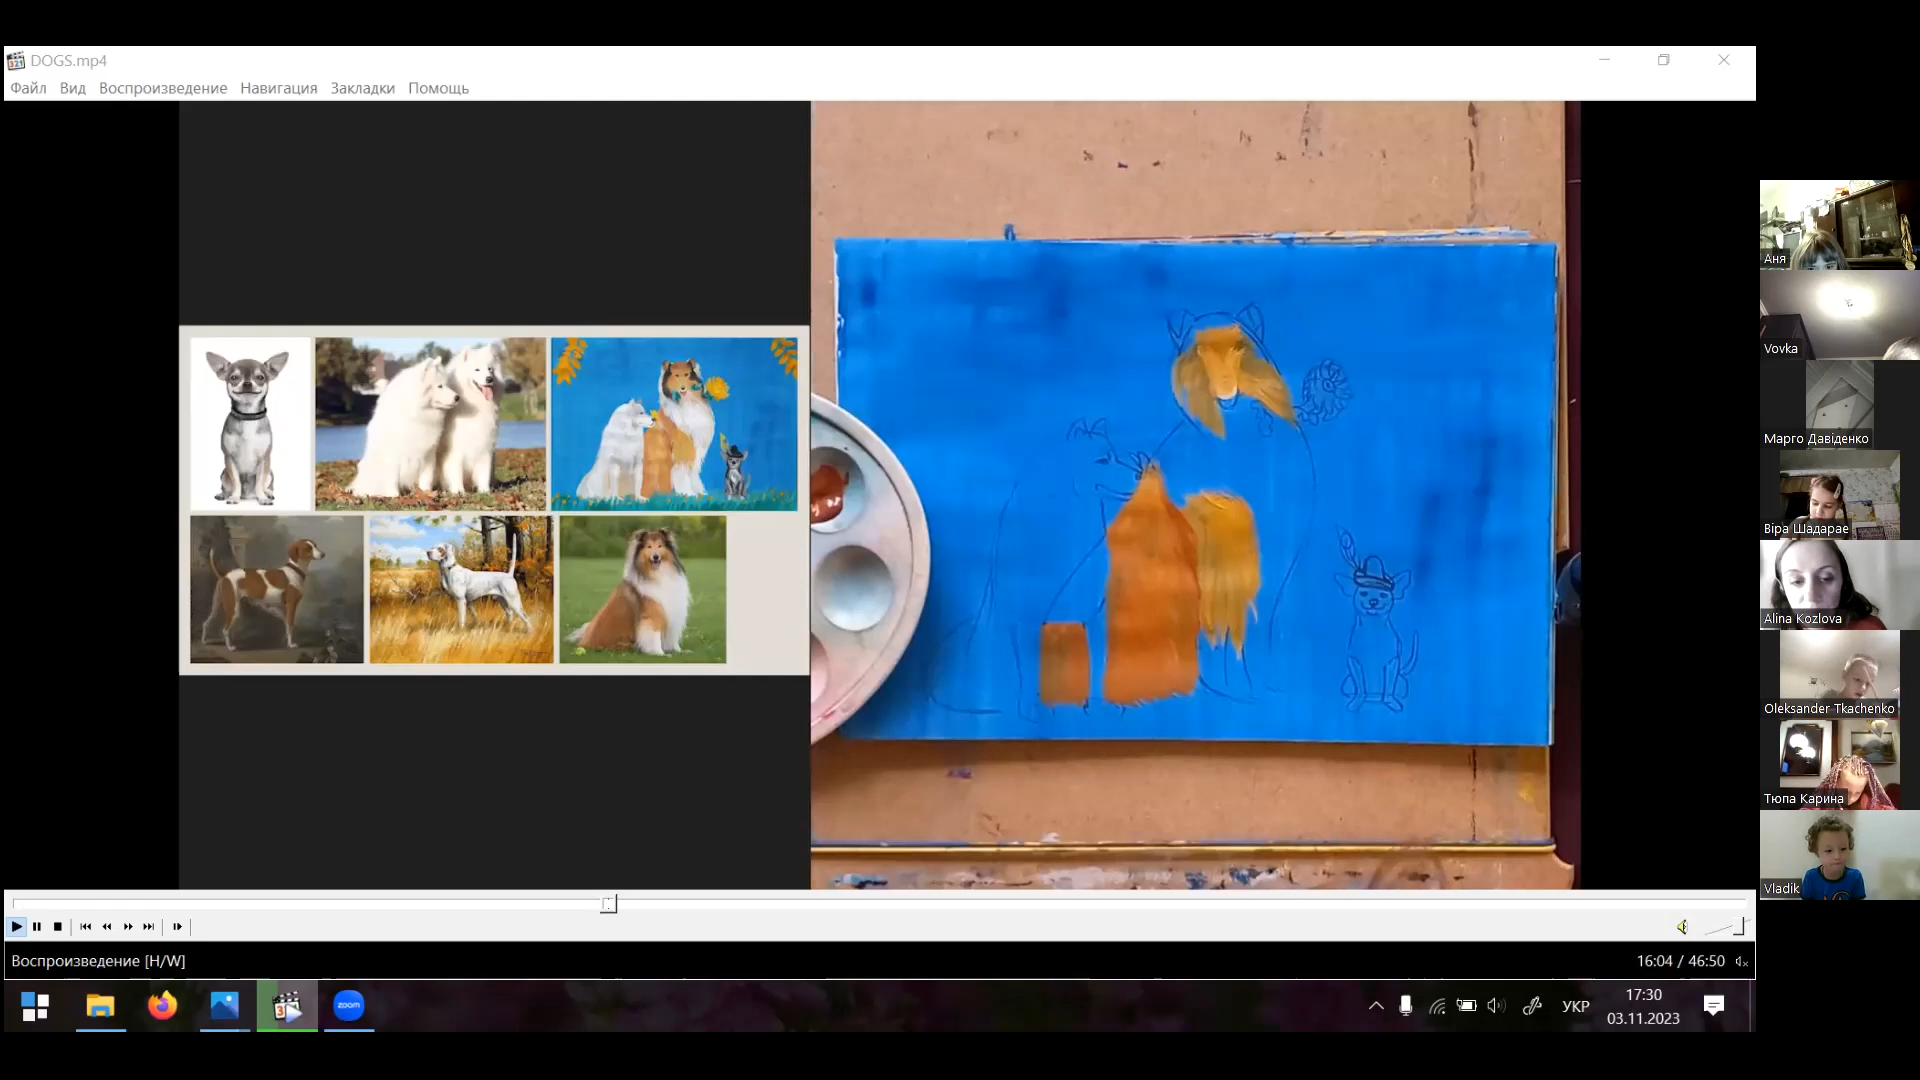 DOGS.mp4
Файл Вид Воспроизведение Навигация Закладки Помощь
Аня
Vovka
Марго Давіденко
Віра Шадарае
Alina Kozlova
Oleksander Tkachenko
Тюпа Карина
Vladik
Воспроизведение [H/W]
16:04 / 46:50
zoom
УКР
17:30
03.11.2023